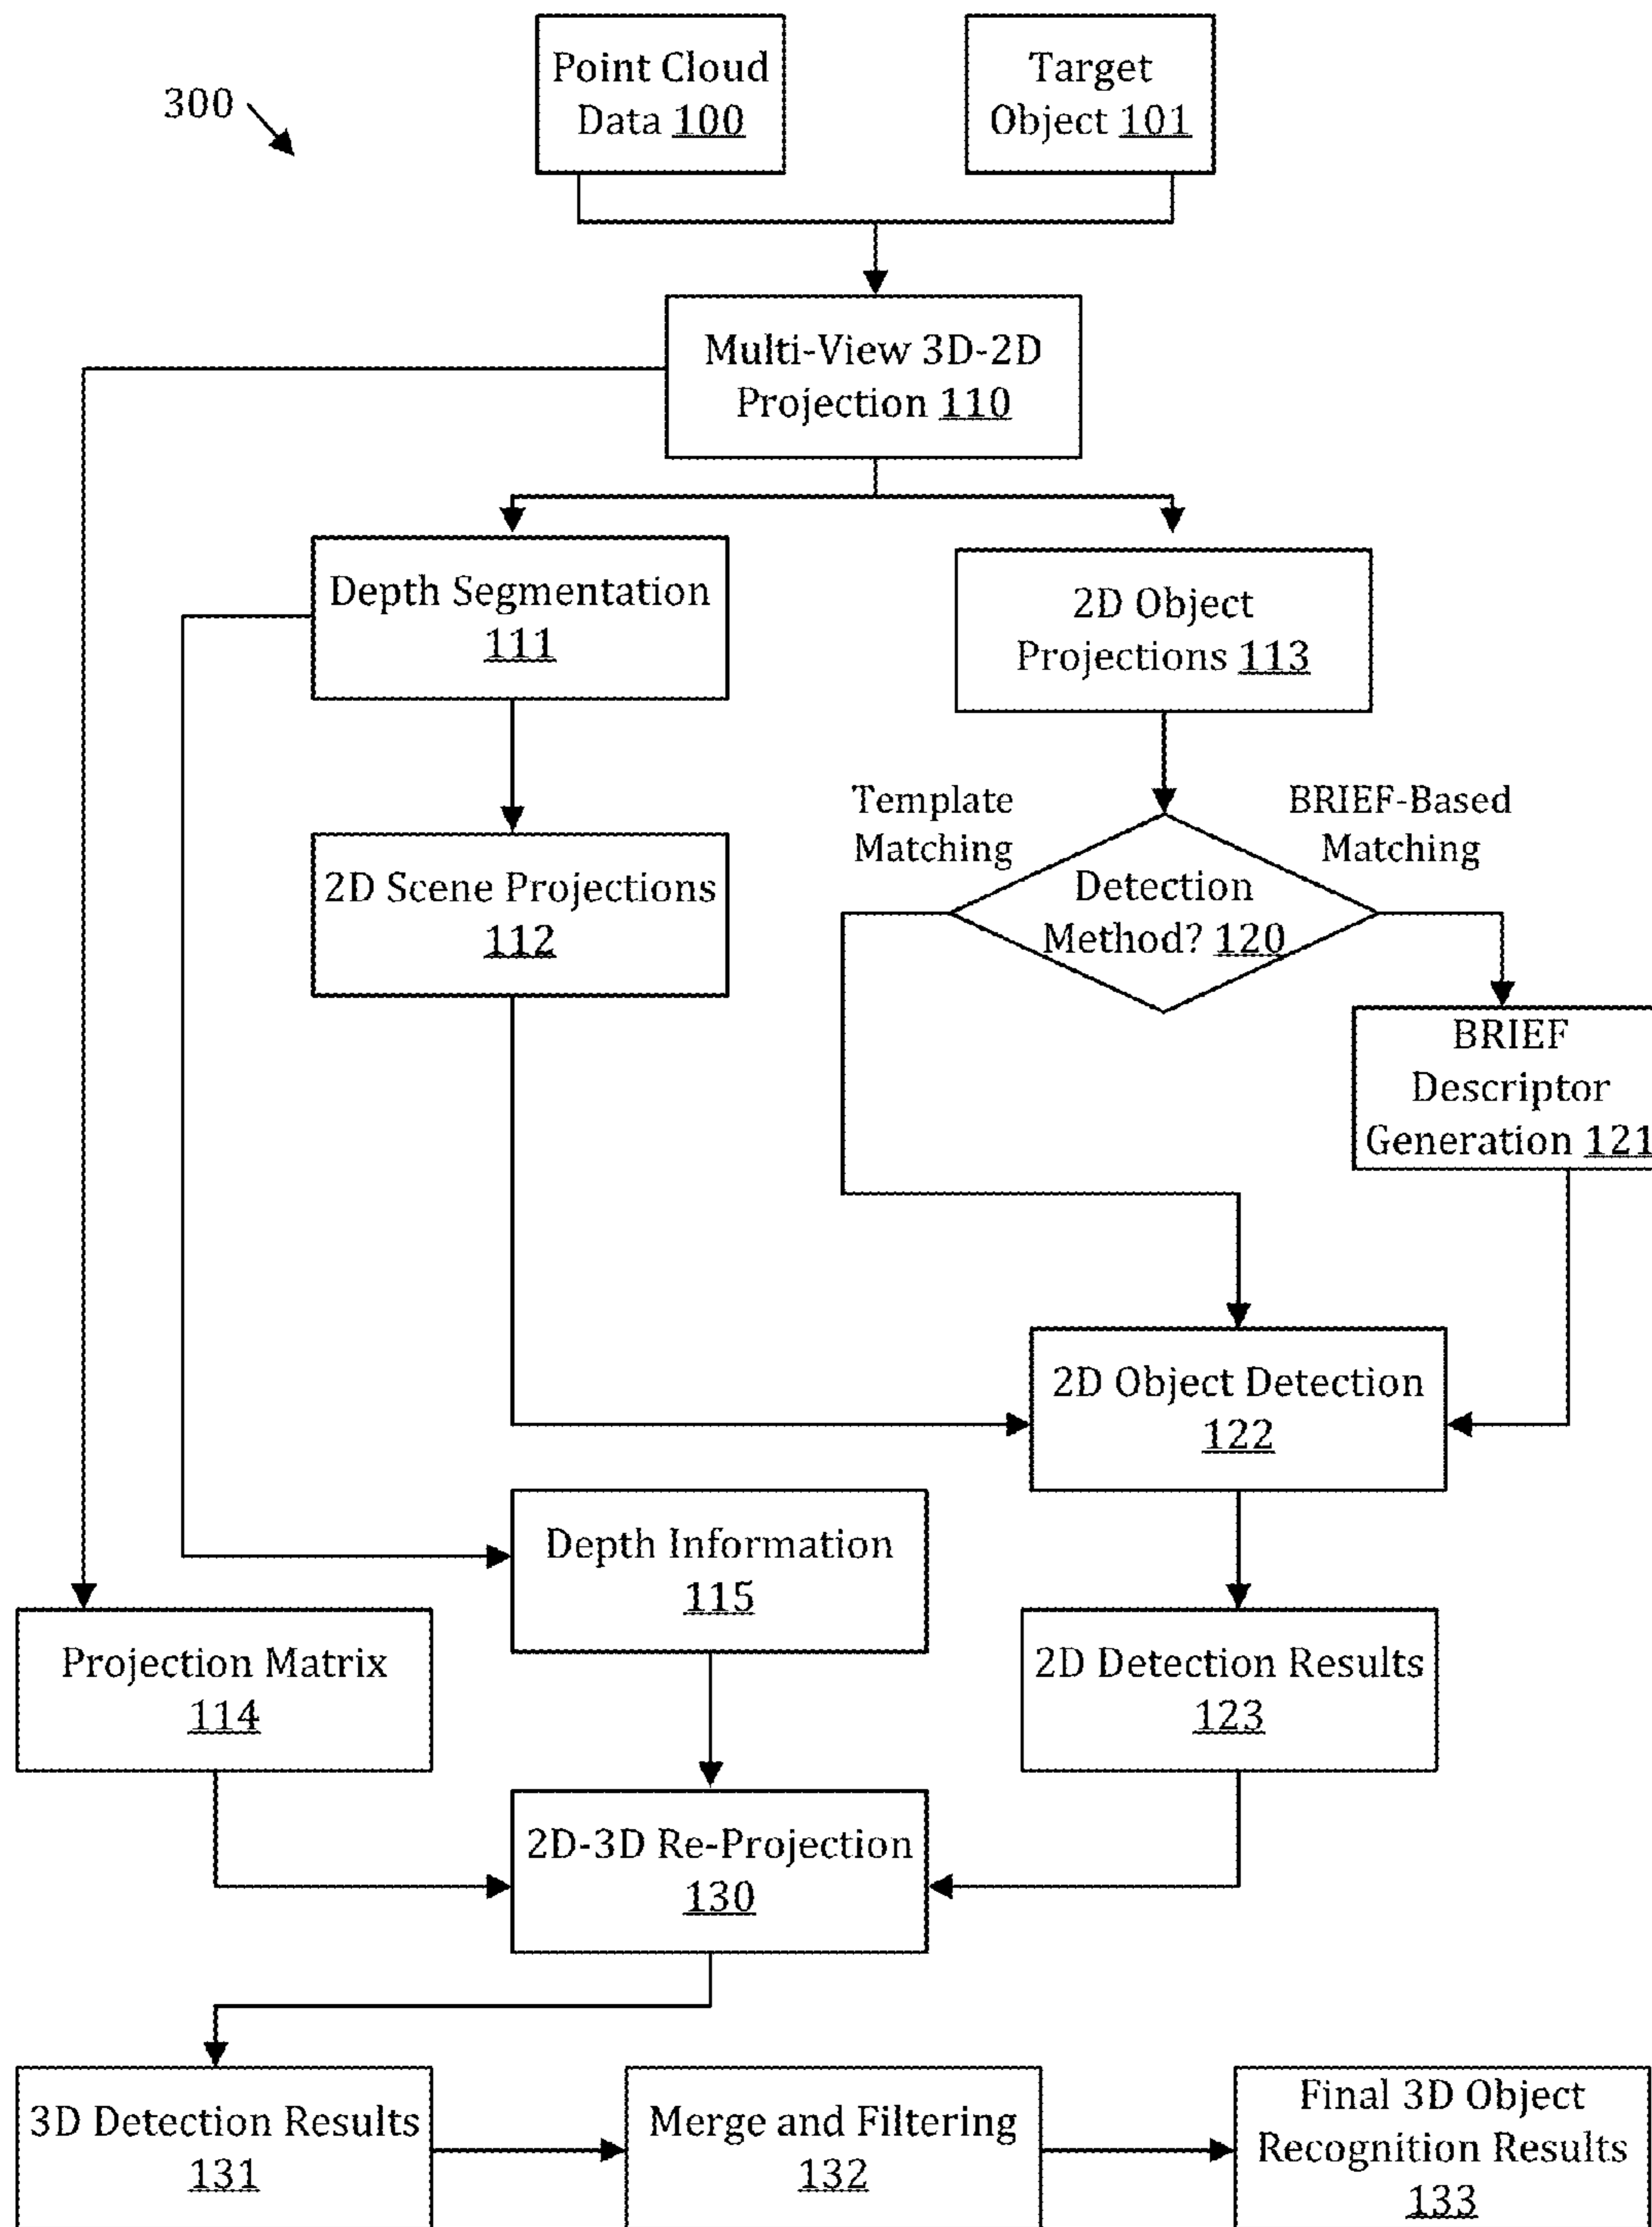 300
Point Cloud
Data 100
Target
Object 101
Multi-View 3D-2D
Projection 110
Depth Segmentation
111
2D Object
Projections 113
Template
Matching
BRIEF-Based
Matching
2D Scene Projections
112
Detection
Method? 120
BRIEF
Descriptor
Generation 121
2D Object Detection
122
Depth Information
115
Projection Matrix
114
2D Detection Results
123
2D-3D Re-Projection
130
3D Detection Results
131
Merge and Filtering
132
Final 3D Object
Recognition Results
133